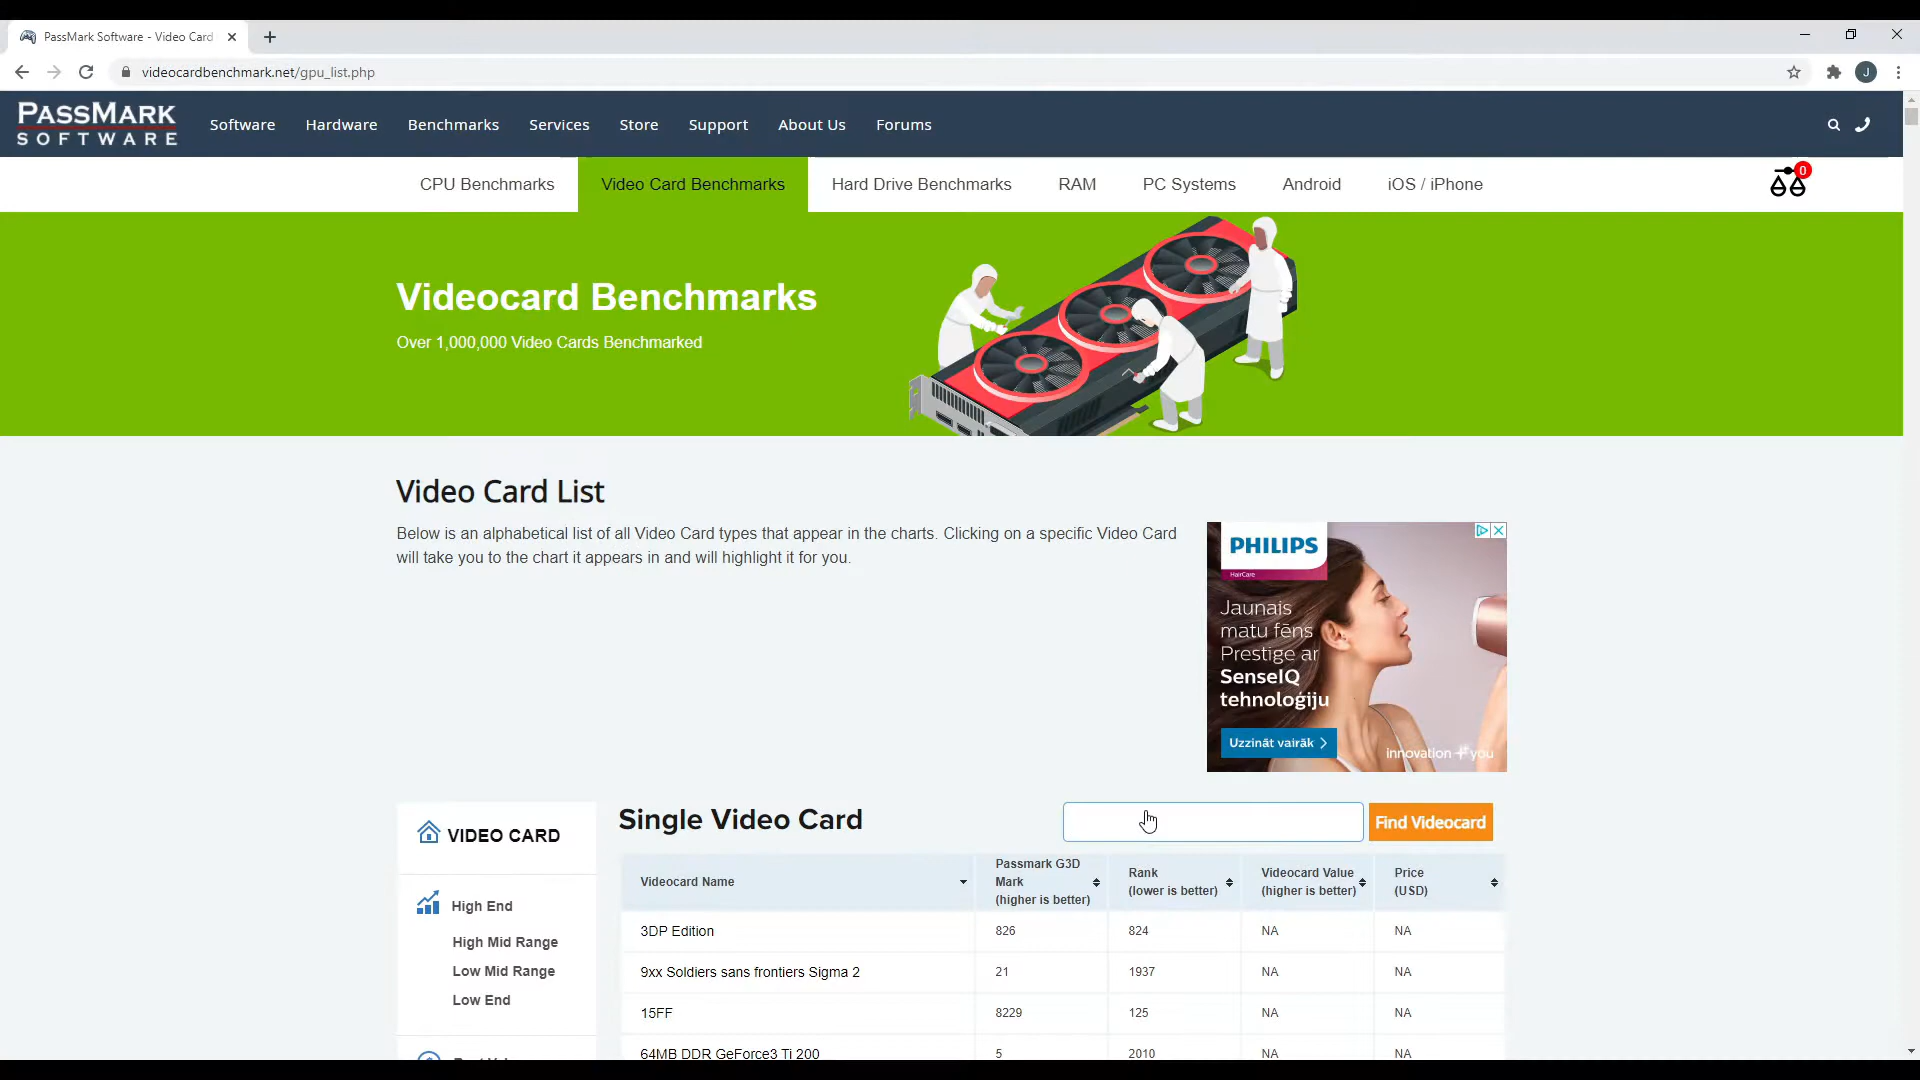 PassMark Software - Video Card
videocardbenchmark.net/gpu_list.php
J
PASSMARK
SOFTWARE
Software
Hardware
Benchmarks
Services
Store
Support
About Us
Forums
CPU Benchmarks
Video Card Benchmarks
Hard Drive Benchmarks
RAM
PC Systems
Android
iOS / iPhone
0
Videocard Benchmarks
Over 1,000,000 Video Cards Benchmarked
Video Card List
Below is an alphabetical list of all Video Card types that appear in the charts. Clicking on a specific Video Card
will take you to the chart it appears in and will highlight it for you.
PHILIPS
HairCare
Jaunais
matu fēns
Prestige ar
SenseIQ
tehnoloģiju
Uzzināt vairāk
innovation+you
VIDEO CARD
High End
High Mid Range
Low Mid Range
Low End
Single Video Card
Find Videocard
Videocard Name
Passmark G3D
Mark
(higher is better)
Rank
(lower is better)
Videocard Value
(higher is better)
Price
(USD)
3DP Edition 826 824 NA NA
9xx Soldiers sans frontiers Sigma 2 21 1937 NA NA
15FF 8229 125 NA NA
64MB DDR GeForce3 Ti 200 5 2010 NA NA